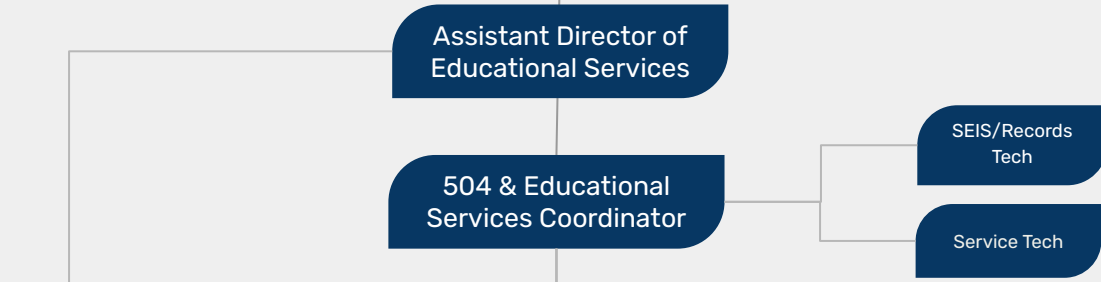 Assistant Director of
Educational Services
SEIS/Records
Tech
504 & Educational
Services Coordinator
Service Tech